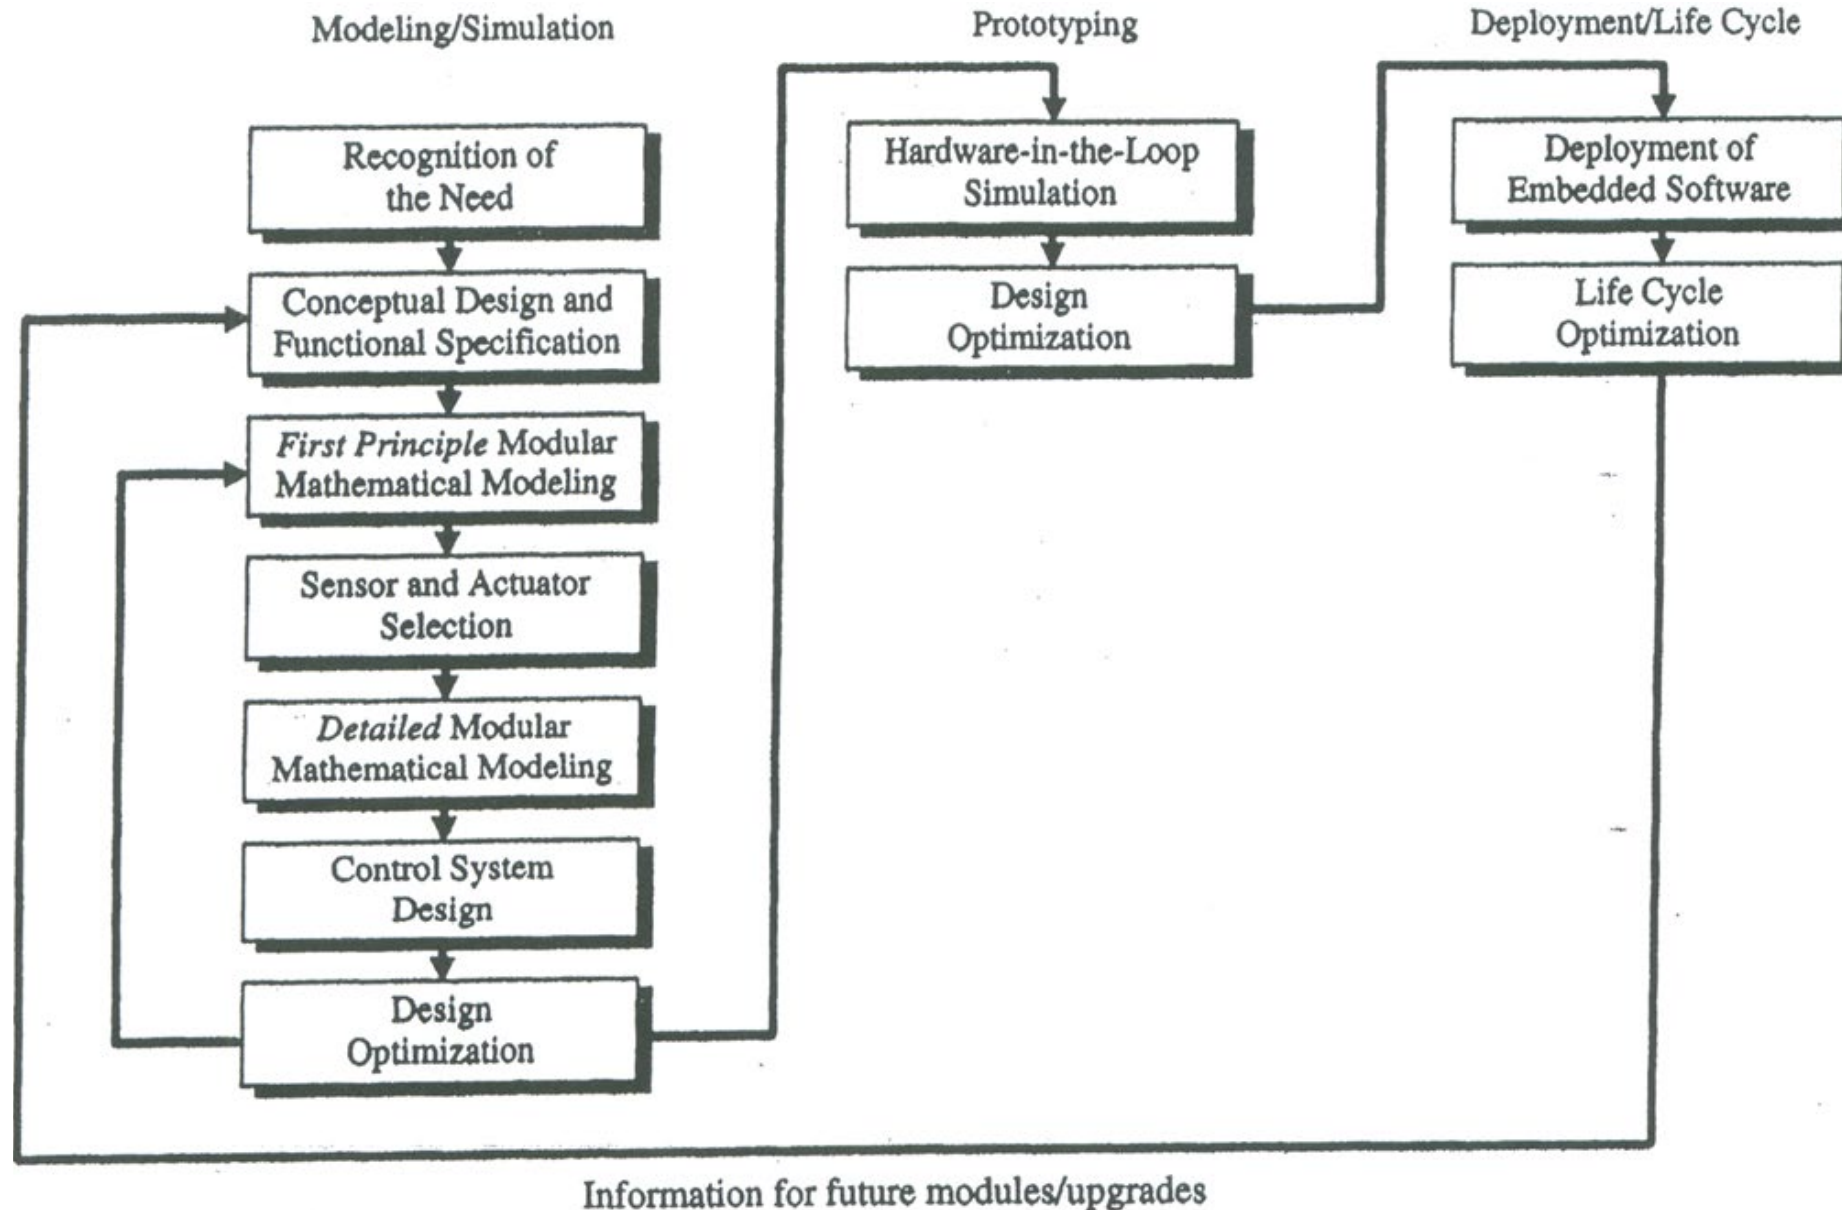 Modeling/Simulation
Prototyping
Deployment/Life Cycle
Recognition of
the Need
Conceptual Design and
Functional Specification
First Principle Modular
Mathematical Modeling
Sensor and Actuator
Selection
Detailed Modular
Mathematical Modeling
Control System
Design
Design
Optimization
Hardware-in-the-Loop
Simulation
Design
Optimization
Deployment of
Embedded Software
Life Cycle
Optimization
Information for future modules/upgrades